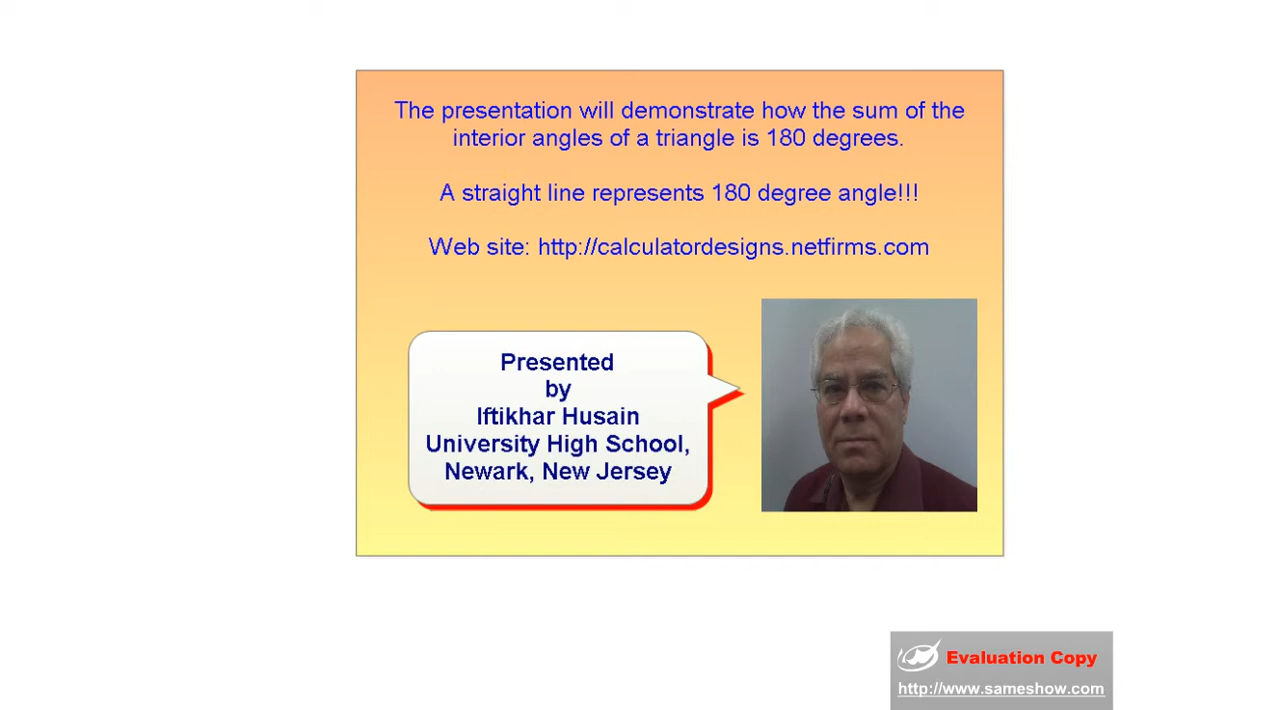 The presentation will demonstrate how the sum of the
interior angles of a triangle is 180 degrees.
A straight line represents 180 degree angle!!!
Web site: http://calculatordesigns.netfirms.com
Presented
by
Iftikhar Husain
University High School,
Newark, New Jersey
Evaluation Copy
http://www.sameshow.com